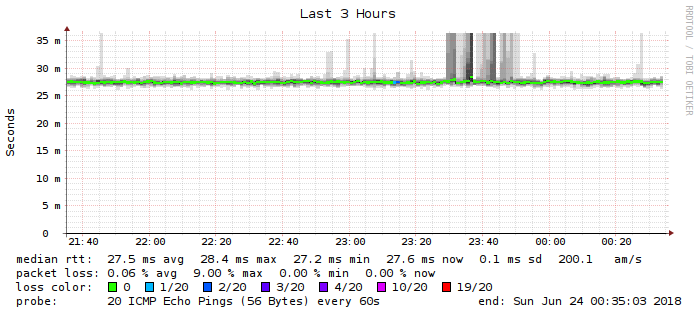 Last 3 Hours
RRDTOOL / TOBI OETIKER
Seconds
35 m
30 m
25 m
20 m
15 m
10 m
5 m
0
21:40 22:00 22:20 22:40 23:00 23:20 23:40 00:00 00:20
median rtt: 27.5 ms avg 28.4 ms max 27.2 ms min 27.6 ms now 0.1 ms sd 200.1 am/s
packet loss: 0.06 % avg 9.00 % max 0.00 % min 0.00 % now
loss color: 0 1/20 2/20 3/20 4/20 10/20 19/20
probe: 20 ICMP Echo Pings (56 Bytes) every 60s end: Sun Jun 24 00:35:03 2018